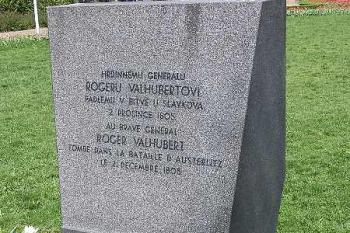 HRDINNÉMU GENERÁLU
ROGERU VALHUBERTOVI
PADLÉMU V BITVĚ U SLAVKOVA
2. PROSINCE 1805
AU BRAVE GÉNÉRAL
ROGER VALHUBERT
TOMBÉ DANS LA BATAILLE D'AUSTERLITZ
LE 2. DÉCEMBRE, 1805